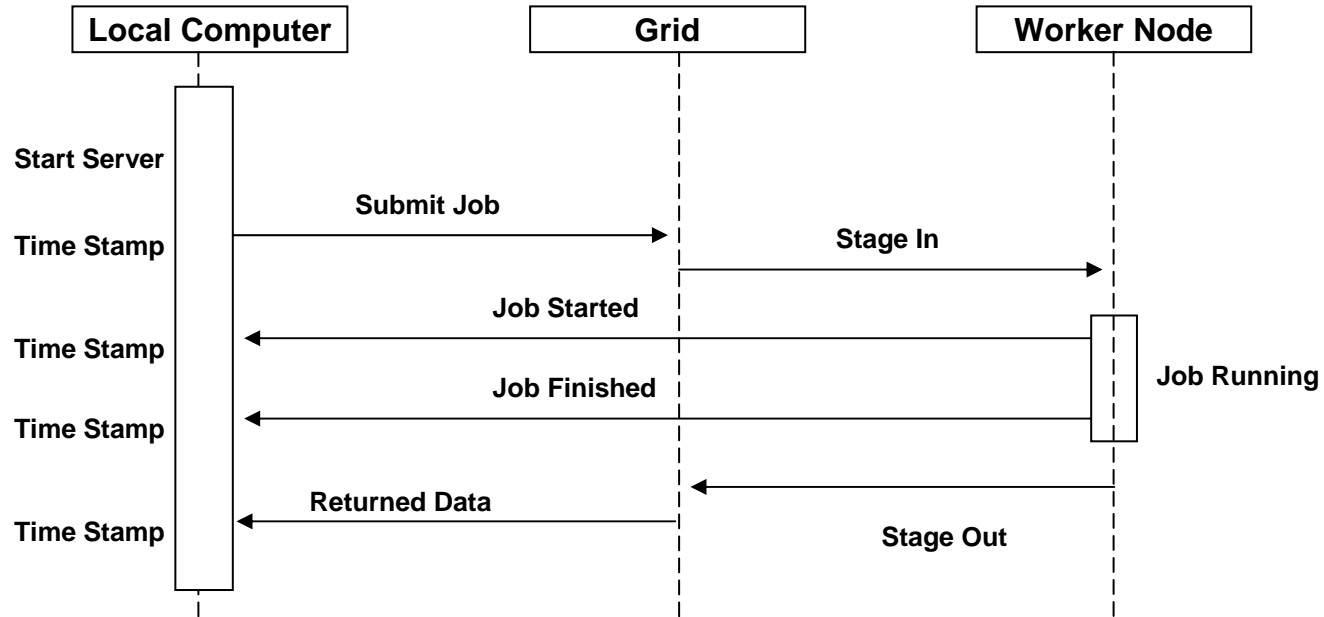 Local Computer
Grid
Worker Node
Start Server
Submit Job
Time Stamp
Stage In
Job Started
Time Stamp
Job Running
Job Finished
Time Stamp
Returned Data
Time Stamp
Stage Out